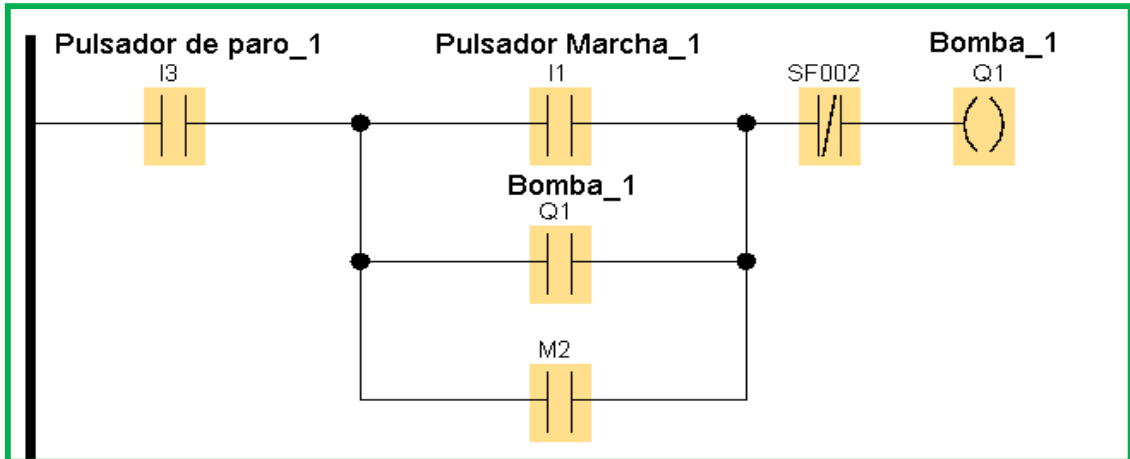 Pulsador de paro_1
I3
Pulsador Marcha_1
I1
SF002
Bomba_1
Q1
Bomba_1
Q1
M2